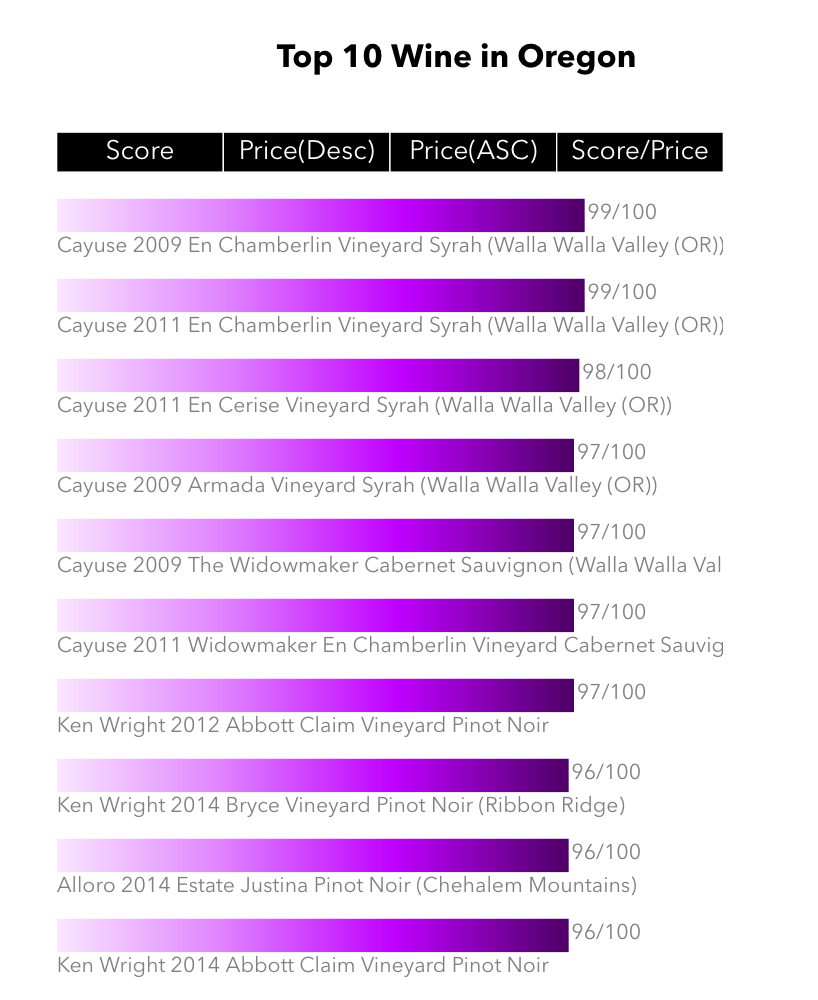 Top 10 Wine in Oregon
Score Price(Desc) Price(ASC) Score/Price
99/100
Cayuse 2009 En Chamberlin Vineyard Syrah (Walla Walla Valley (OR))
99/100
Cayuse 2011 En Chamberlin Vineyard Syrah (Walla Walla Valley (OR))
98/100
Cayuse 2011 En Cerise Vineyard Syrah (Walla Walla Valley (OR))
97/100
Cayuse 2009 Armada Vineyard Syrah (Walla Walla Valley (OR))
97/100
Cayuse 2009 The Widowmaker Cabernet Sauvignon (Walla Walla Val
97/100
Cayuse 2011 Widowmaker En Chamberlin Vineyard Cabernet Sauvig
97/100
Ken Wright 2012 Abbott Claim Vineyard Pinot Noir
96/100
Ken Wright 2014 Bryce Vineyard Pinot Noir (Ribbon Ridge)
96/100
Alloro 2014 Estate Justina Pinot Noir (Chehalem Mountains)
96/100
Ken Wright 2014 Abbott Claim Vineyard Pinot Noir